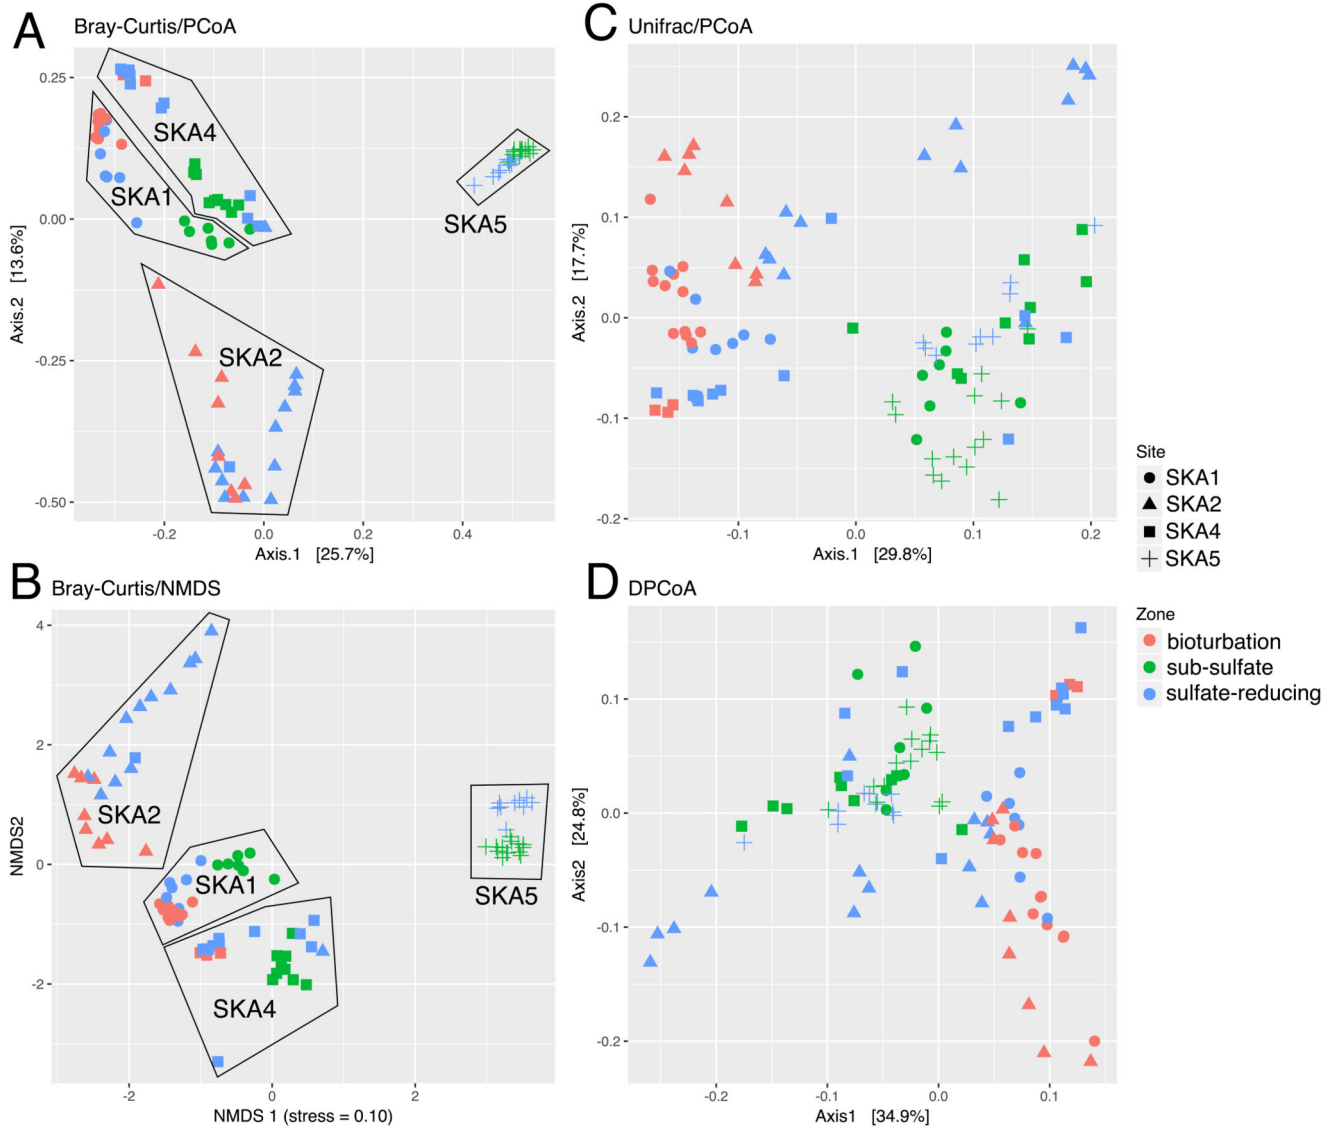 A Bray-Curtis/PCoA
0.25
0.00
-0.25
-0.50
Axis.2 [13.6%]
SKA4
SKA1
SKA5
SKA2
-0.2 0.0 0.2 0.4
Axis.1 [25.7%]
C Unifrac/PCoA
0.2
0.1
0.0
-0.1
-0.2
Axis.2 [17.7%]
-0.1 0.0 0.1 0.2
Axis.1 [29.8%]
Site
SKA1
SKA2
SKA4
SKA5
Zone
bioturbation
sub-sulfate
sulfate-reducing
B Bray-Curtis/NMDS
4
2
0
-2
NMDS2
SKA2
SKA1
SKA5
SKA4
-2 0 2
NMDS 1 (stress = 0.10)
D DPCoA
0.1
0.0
-0.1
-0.2
Axis2 [24.8%]
-0.2 -0.1 0.0 0.1
Axis1 [34.9%]